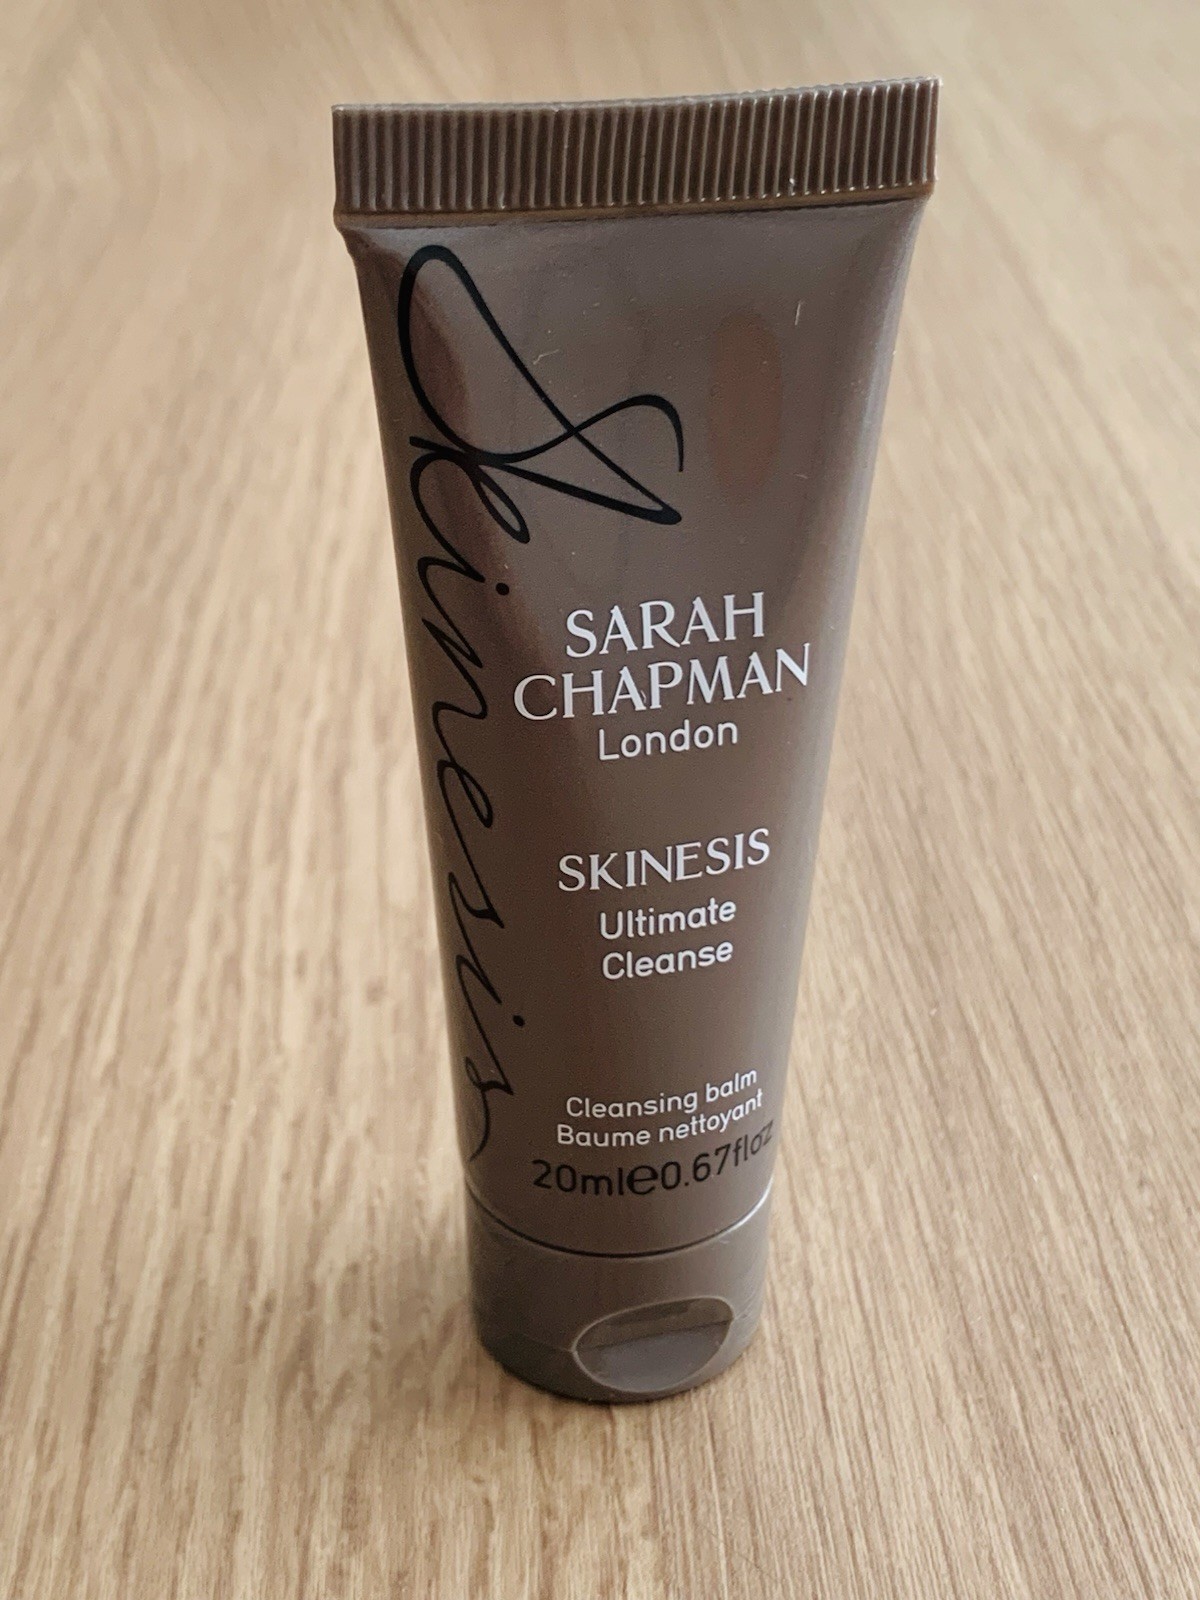 Skinesis
SARAH
CHAPMAN
London
SKINESIS
Ultimate
Cleanse
Cleansing balm
Baume nettoyant
20ml℮0.67floz